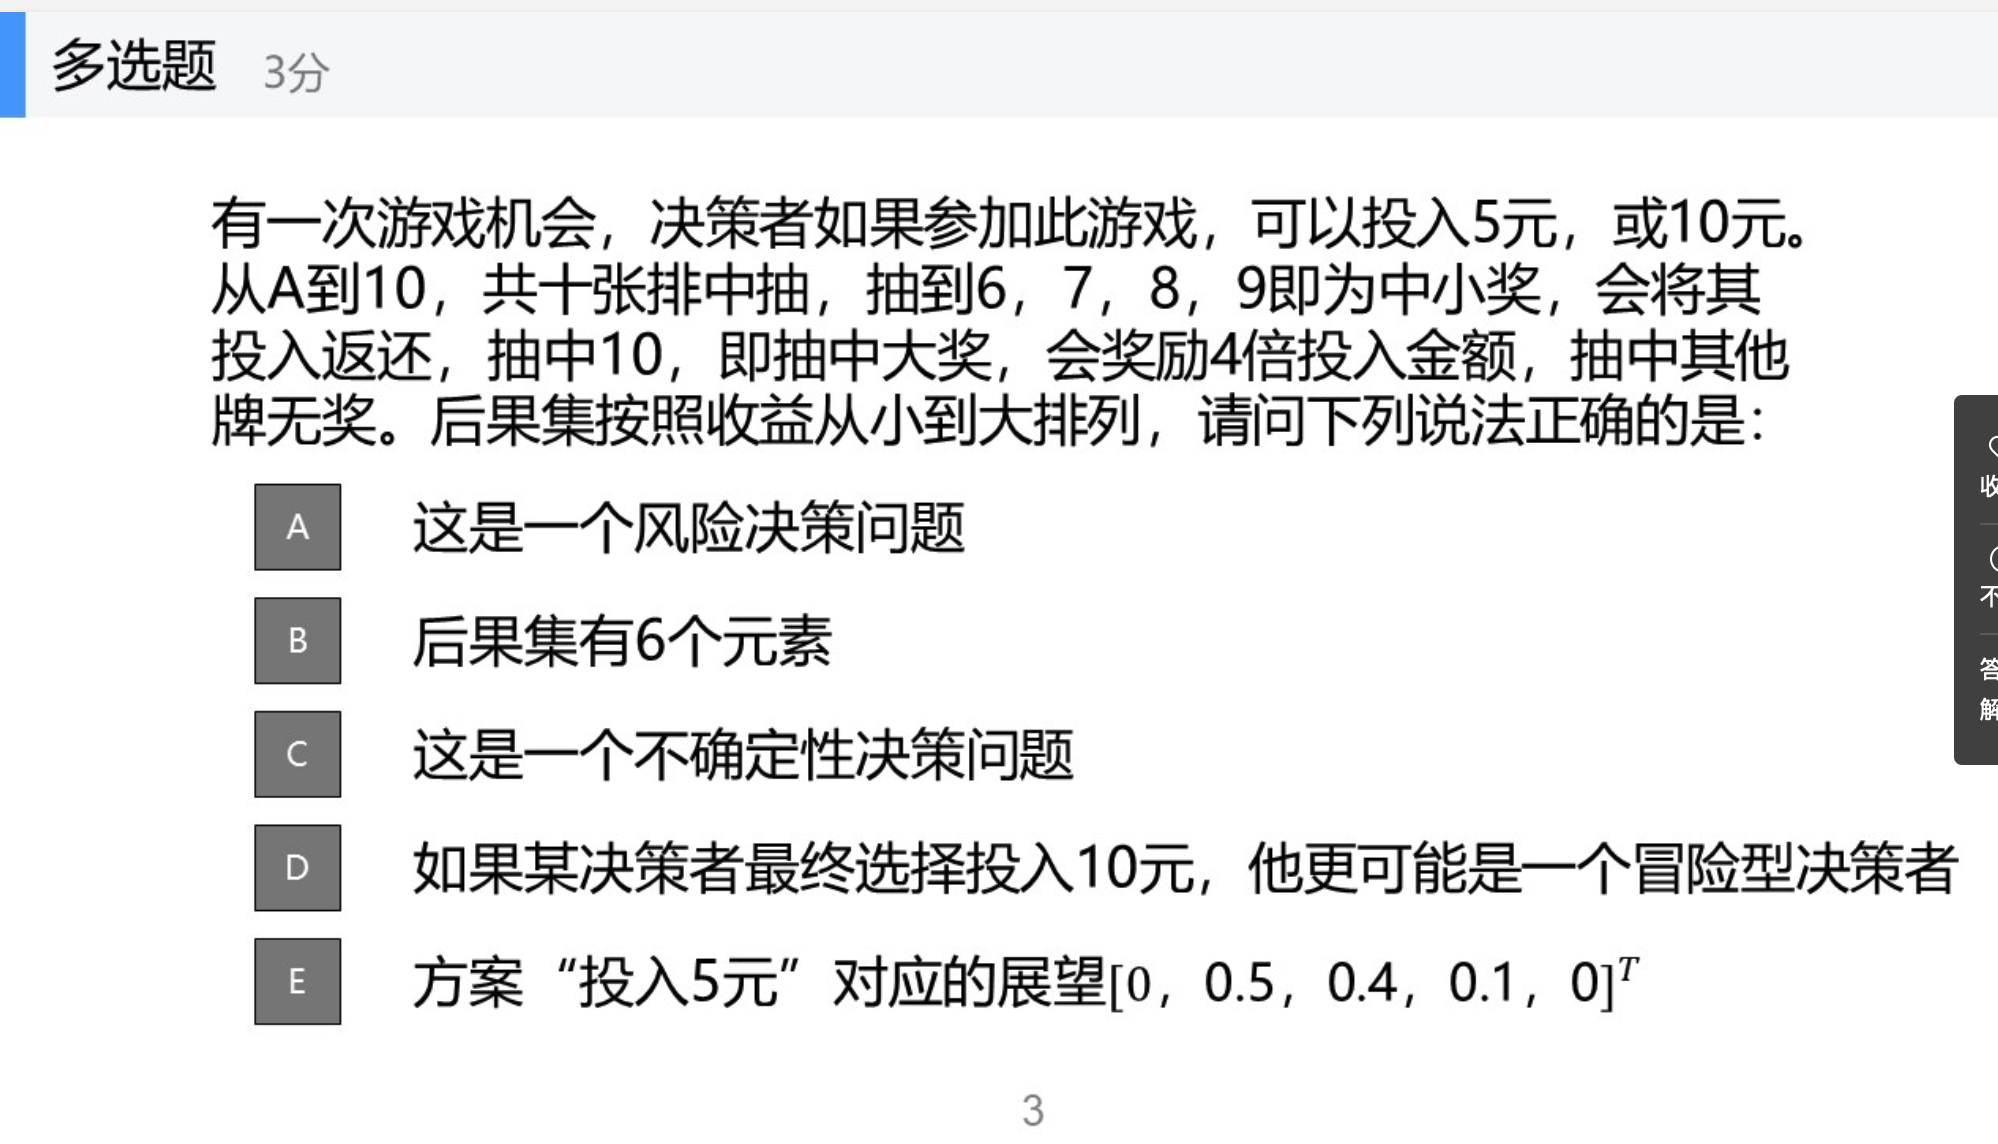 多选题 3分
有一次游戏机会，决策者如果参加此游戏，可以投入5元，或10元。
从A到10，共十张排中抽，抽到6，7，8，9即为中小奖，会将其
投入返还，抽中10，即抽中大奖，会奖励4倍投入金额，抽中其他
牌无奖。后果集按照收益从小到大排列，请问下列说法正确的是：
A 这是一个风险决策问题
B 后果集有6个元素
C 这是一个不确定性决策问题
D 如果某决策者最终选择投入10元，他更可能是一个冒险型决策者
E 方案“投入5元”对应的展望[0，0.5，0.4，0.1，0]^T
收
不
答
3